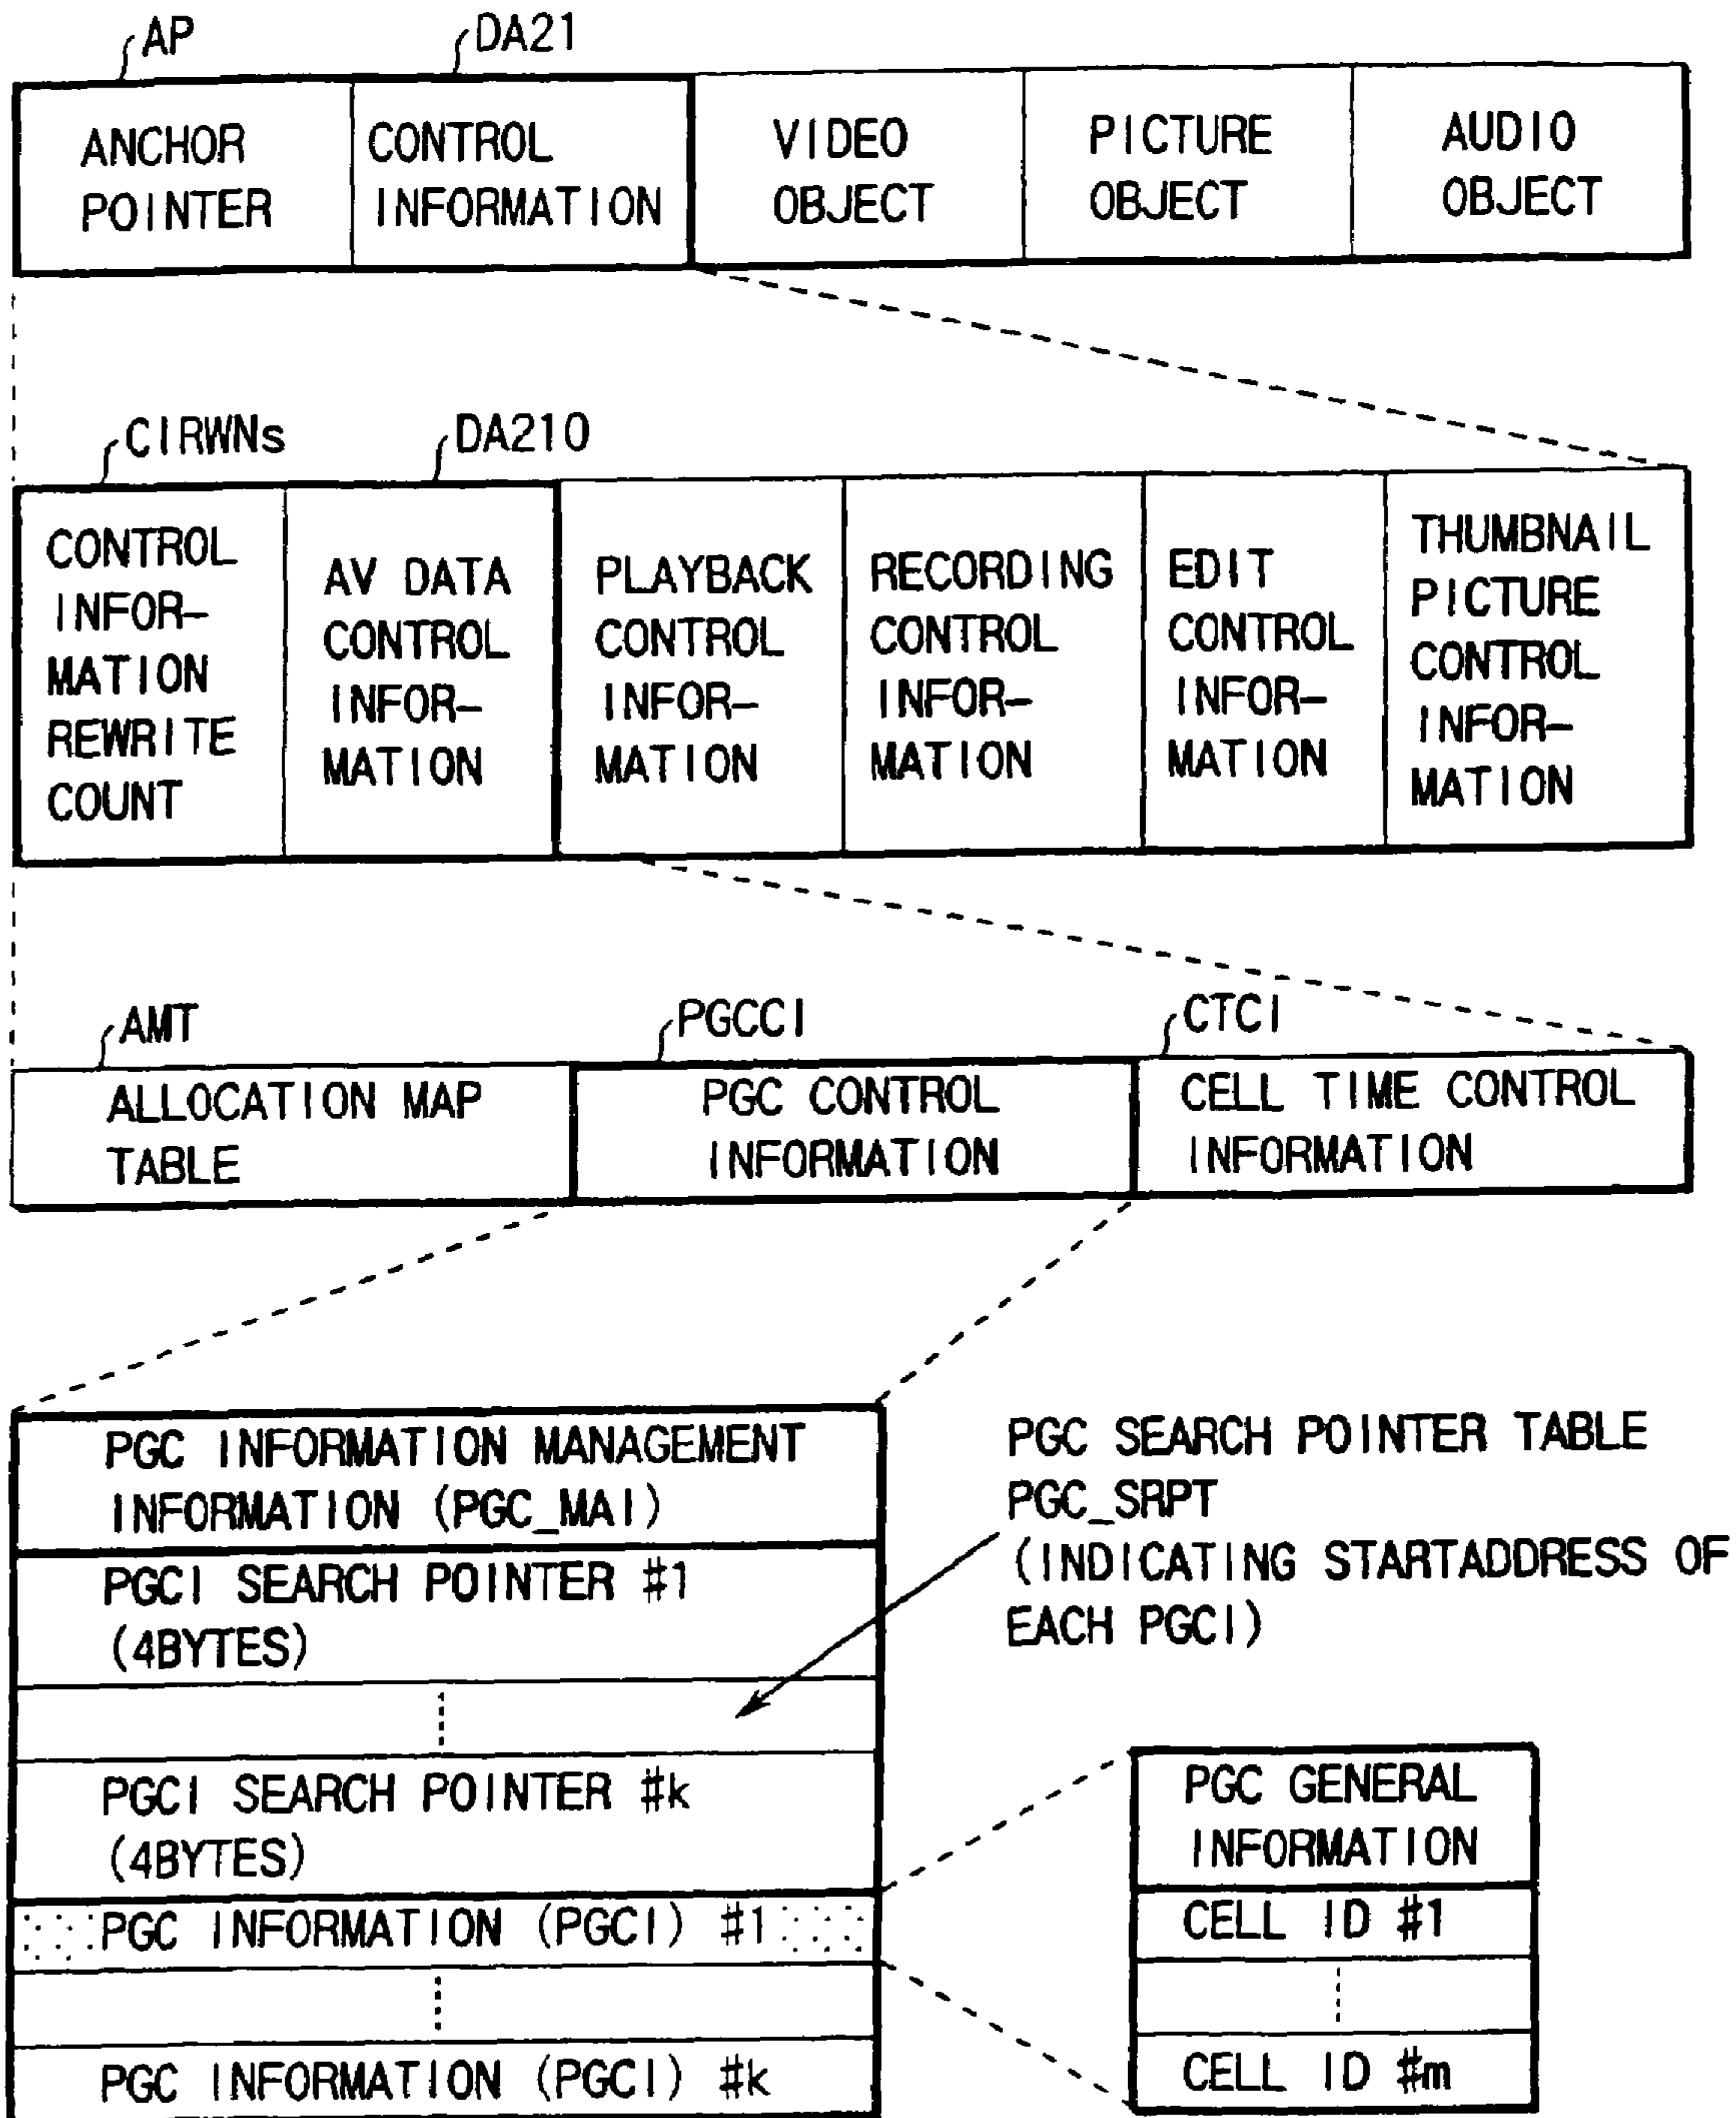 AP
DA21
ANCHOR
POINTER
CONTROL
INFORMATION
VIDEO
OBJECT
PICTURE
OBJECT
AUDIO
OBJECT
CIRWNs
DA210
CONTROL
INFOR-
MATION
REWRITE
COUNT
AV DATA
CONTROL
INFOR-
MATION
PLAYBACK
CONTROL
INFOR-
MATION
RECORDING
CONTROL
INFOR-
MATION
EDIT
CONTROL
INFOR-
MATION
THUMBNAIL
PICTURE
CONTROL
INFOR-
MATION
AMT
PGCCI
CTCI
ALLOCATION MAP
TABLE
PGC CONTROL
INFORMATION
CELL TIME CONTROL
INFORMATION
PGC INFORMATION MANAGEMENT
INFORMATION (PGC_MAI)
PGCI SEARCH POINTER #1
(4BYTES)
PGCI SEARCH POINTER #k
(4BYTES)
PGC INFORMATION (PGCI) #1
PGC INFORMATION (PGCI) #k
PGC SEARCH POINTER TABLE
PGC_SRPT
(INDICATING STARTADDRESS OF
EACH PGCI)
PGC GENERAL
INFORMATION
CELL ID #1
CELL ID #m